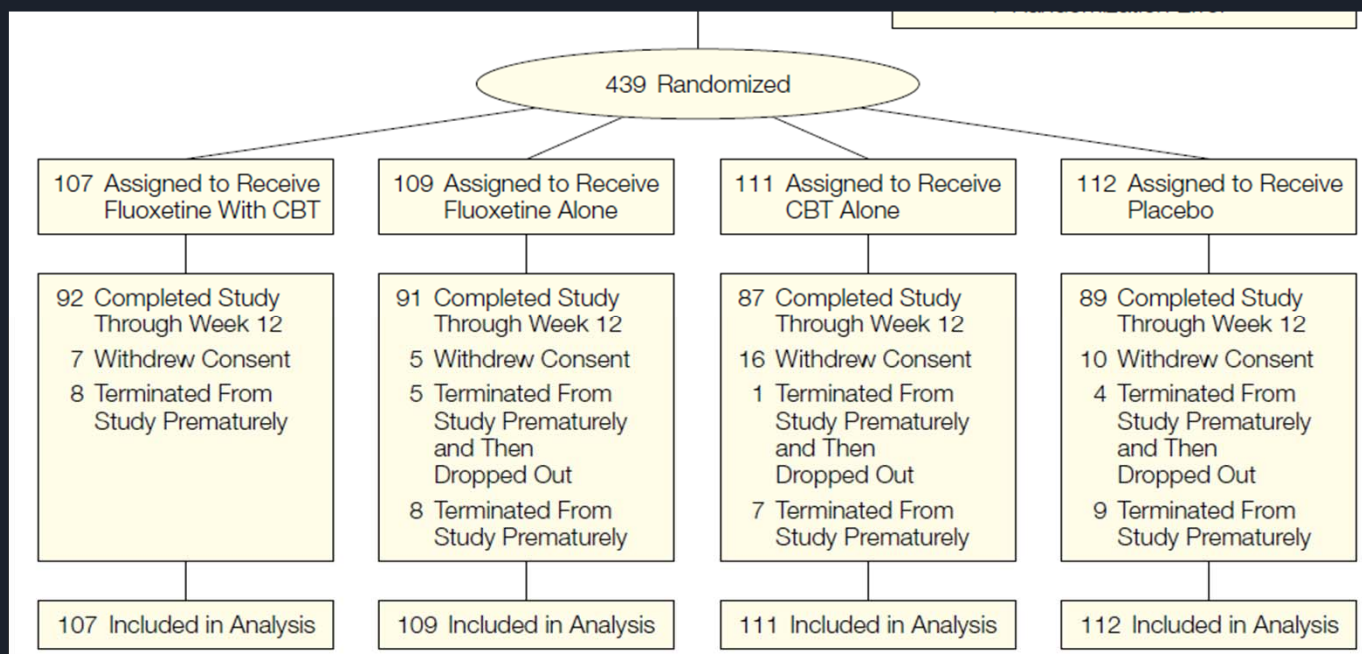 439 Randomized
107 Assigned to Receive
Fluoxetine With CBT
109 Assigned to Receive
Fluoxetine Alone
111 Assigned to Receive
CBT Alone
112 Assigned to Receive
Placebo
92 Completed Study
Through Week 12
7 Withdrew Consent
8 Terminated From
Study Prematurely
91 Completed Study
Through Week 12
5 Withdrew Consent
5 Terminated From
Study Prematurely
and Then
Dropped Out
8 Terminated From
Study Prematurely
87 Completed Study
Through Week 12
16 Withdrew Consent
1 Terminated From
Study Prematurely
and Then
Dropped Out
7 Terminated From
Study Prematurely
89 Completed Study
Through Week 12
10 Withdrew Consent
4 Terminated From
Study Prematurely
and Then
Dropped Out
9 Terminated From
Study Prematurely
107 Included in Analysis
109 Included in Analysis
111 Included in Analysis
112 Included in Analysis